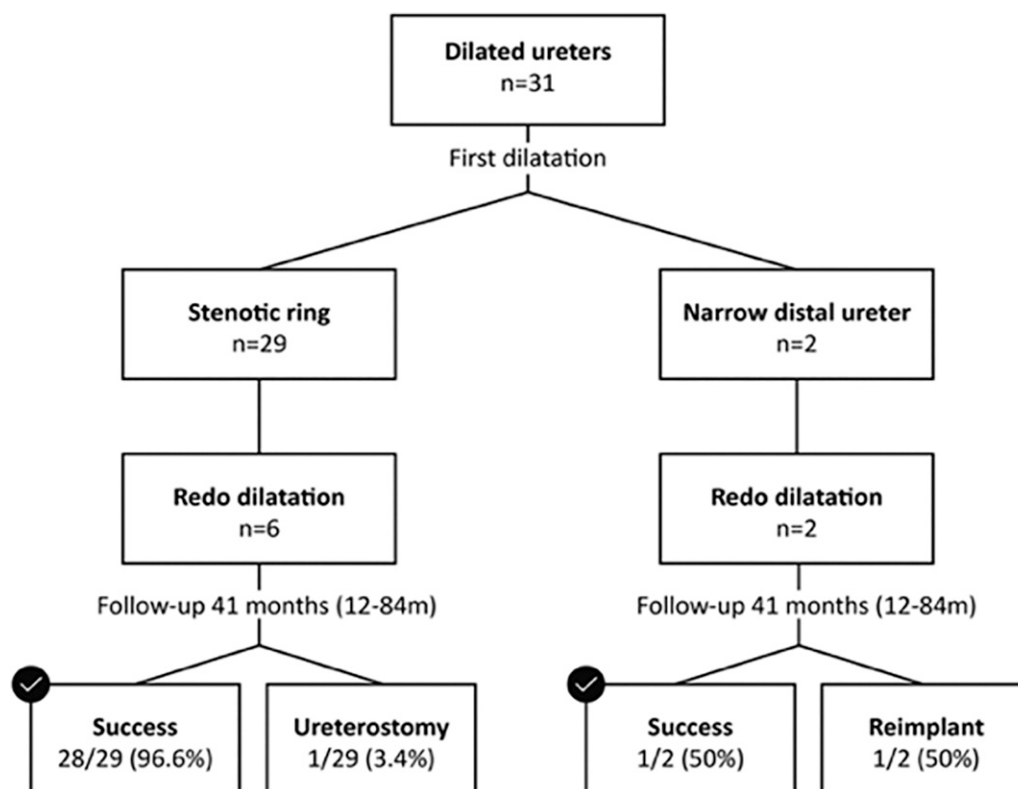 Dilated ureters
n=31
First dilatation
Stenotic ring
n=29
Narrow distal ureter
n=2
Redo dilatation
n=6
Redo dilatation
n=2
Follow-up 41 months (12-84m)
Follow-up 41 months (12-84m)
Success
28/29 (96.6%)
Ureterostomy
1/29 (3.4%)
Success
1/2 (50%)
Reimplant
1/2 (50%)